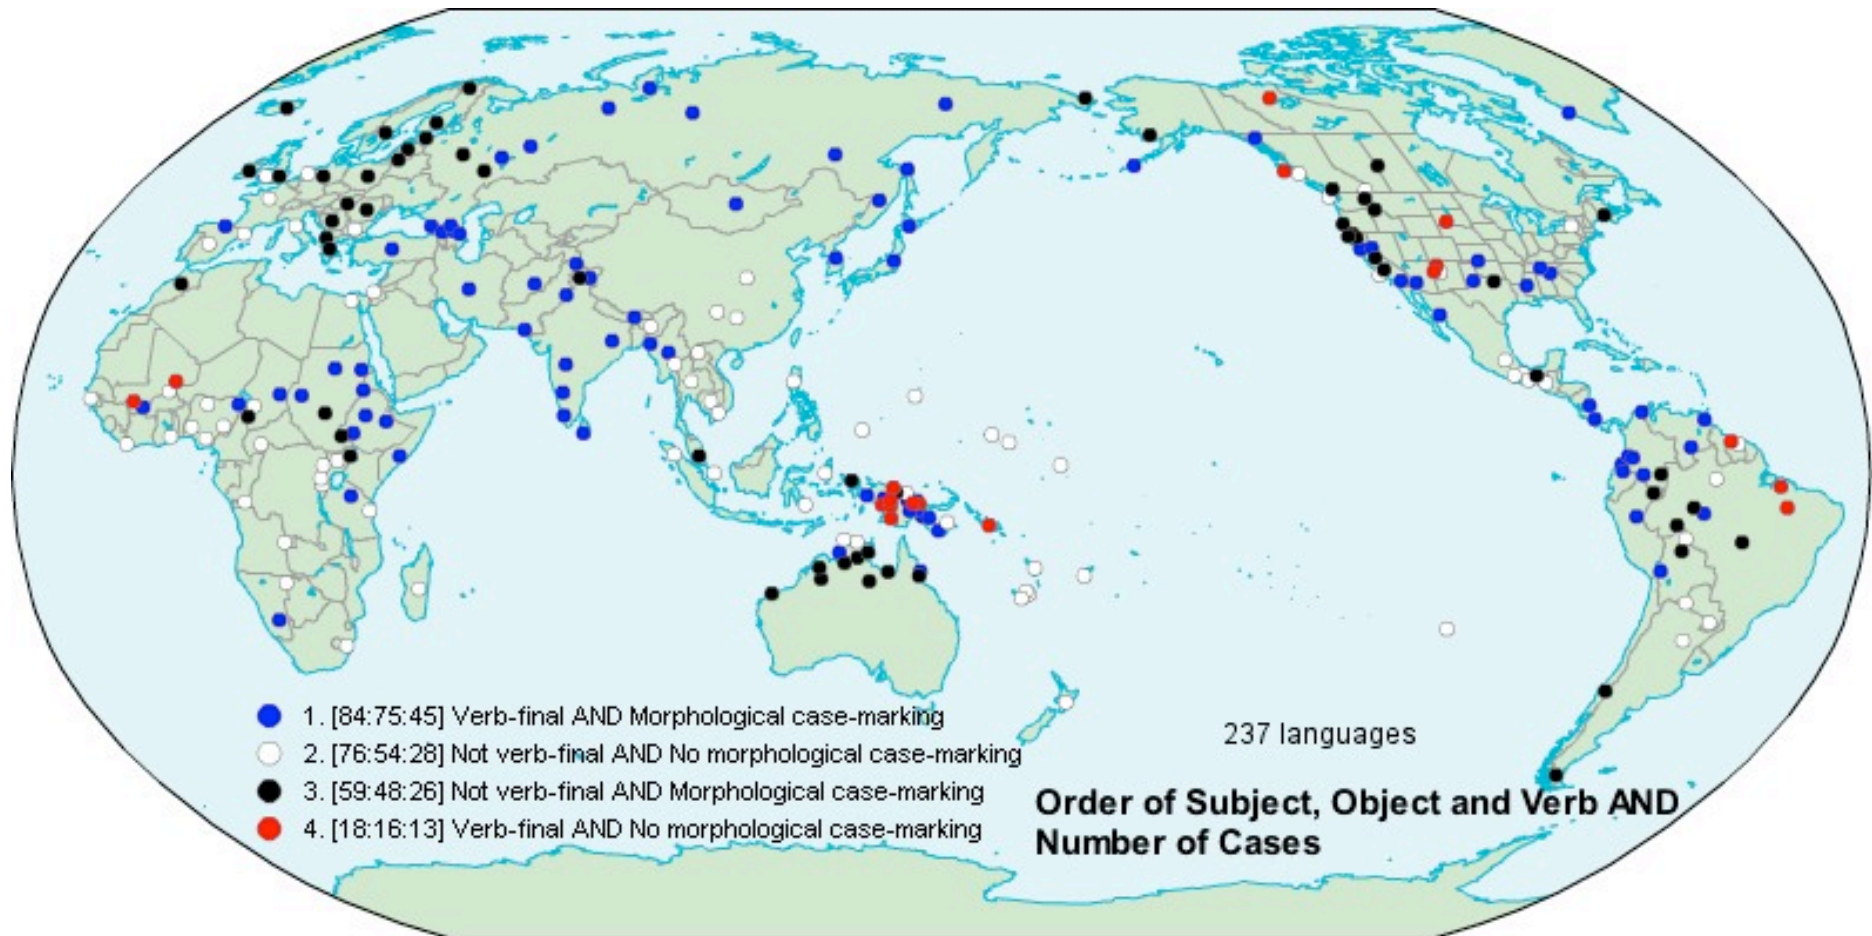 1. [84:75:45] Verb-final AND Morphological case-marking
2. [76:54:28] Not verb-final AND No morphological case-marking
3. [59:48:26] Not verb-final AND Morphological case-marking
4. [18:16:13] Verb-final AND No morphological case-marking
237 languages
Order of Subject, Object and Verb AND
Number of Cases